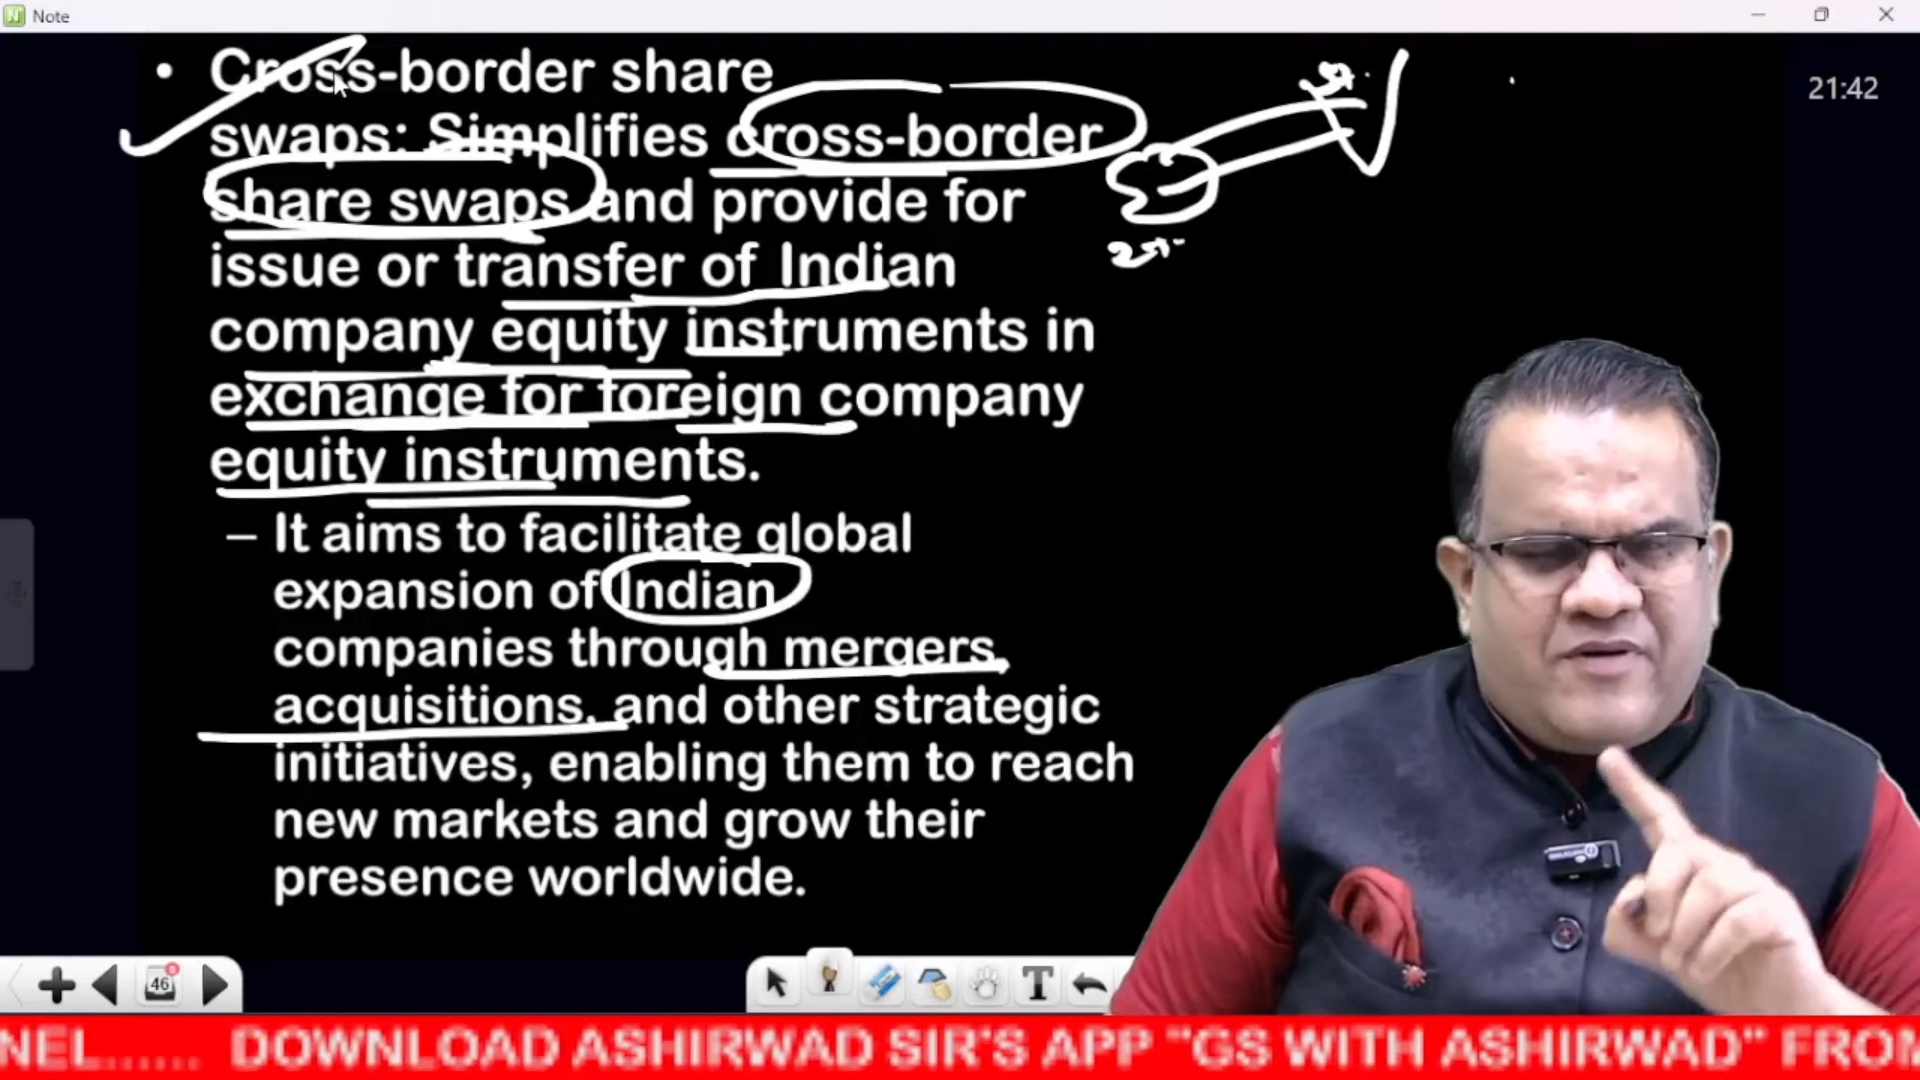 Note
21:42
• Cross-border share
swaps: Simplifies cross-border
share swaps and provide for
issue or transfer of Indian
company equity instruments in
exchange for foreign company
equity instruments.
– It aims to facilitate global
expansion of Indian
companies through mergers,
acquisitions, and other strategic
initiatives, enabling them to reach
new markets and grow their
presence worldwide.
46
T
NEL...... DOWNLOAD ASHIRWAD SIR'S APP "GS WITH ASHIRWAD" FROM